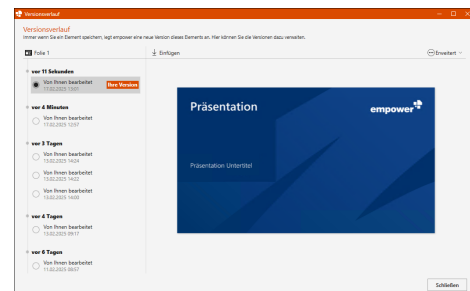 Versionsverlauf
Versionsverlauf
Immer wenn Sie ein Element speichern, legt empower eine neue Version dieses Elements an. Hier können Sie die Versionen dazu verwalten.
Folie 1
Einfügen
Erweitert
vor 11 Sekunden
Von Ihnen bearbeitet
17.02.2025 13:01
Ihre Version
vor 4 Minuten
Von Ihnen bearbeitet
17.02.2025 12:57
vor 3 Tagen
Von Ihnen bearbeitet
13.02.2025 14:24
Von Ihnen bearbeitet
13.02.2025 14:22
Von Ihnen bearbeitet
13.02.2025 14:00
vor 4 Tagen
Von Ihnen bearbeitet
13.02.2025 09:17
vor 6 Tagen
Von Ihnen bearbeitet
11.02.2025 08:57
Präsentation
empower
Präsentation Untertitel
Schließen